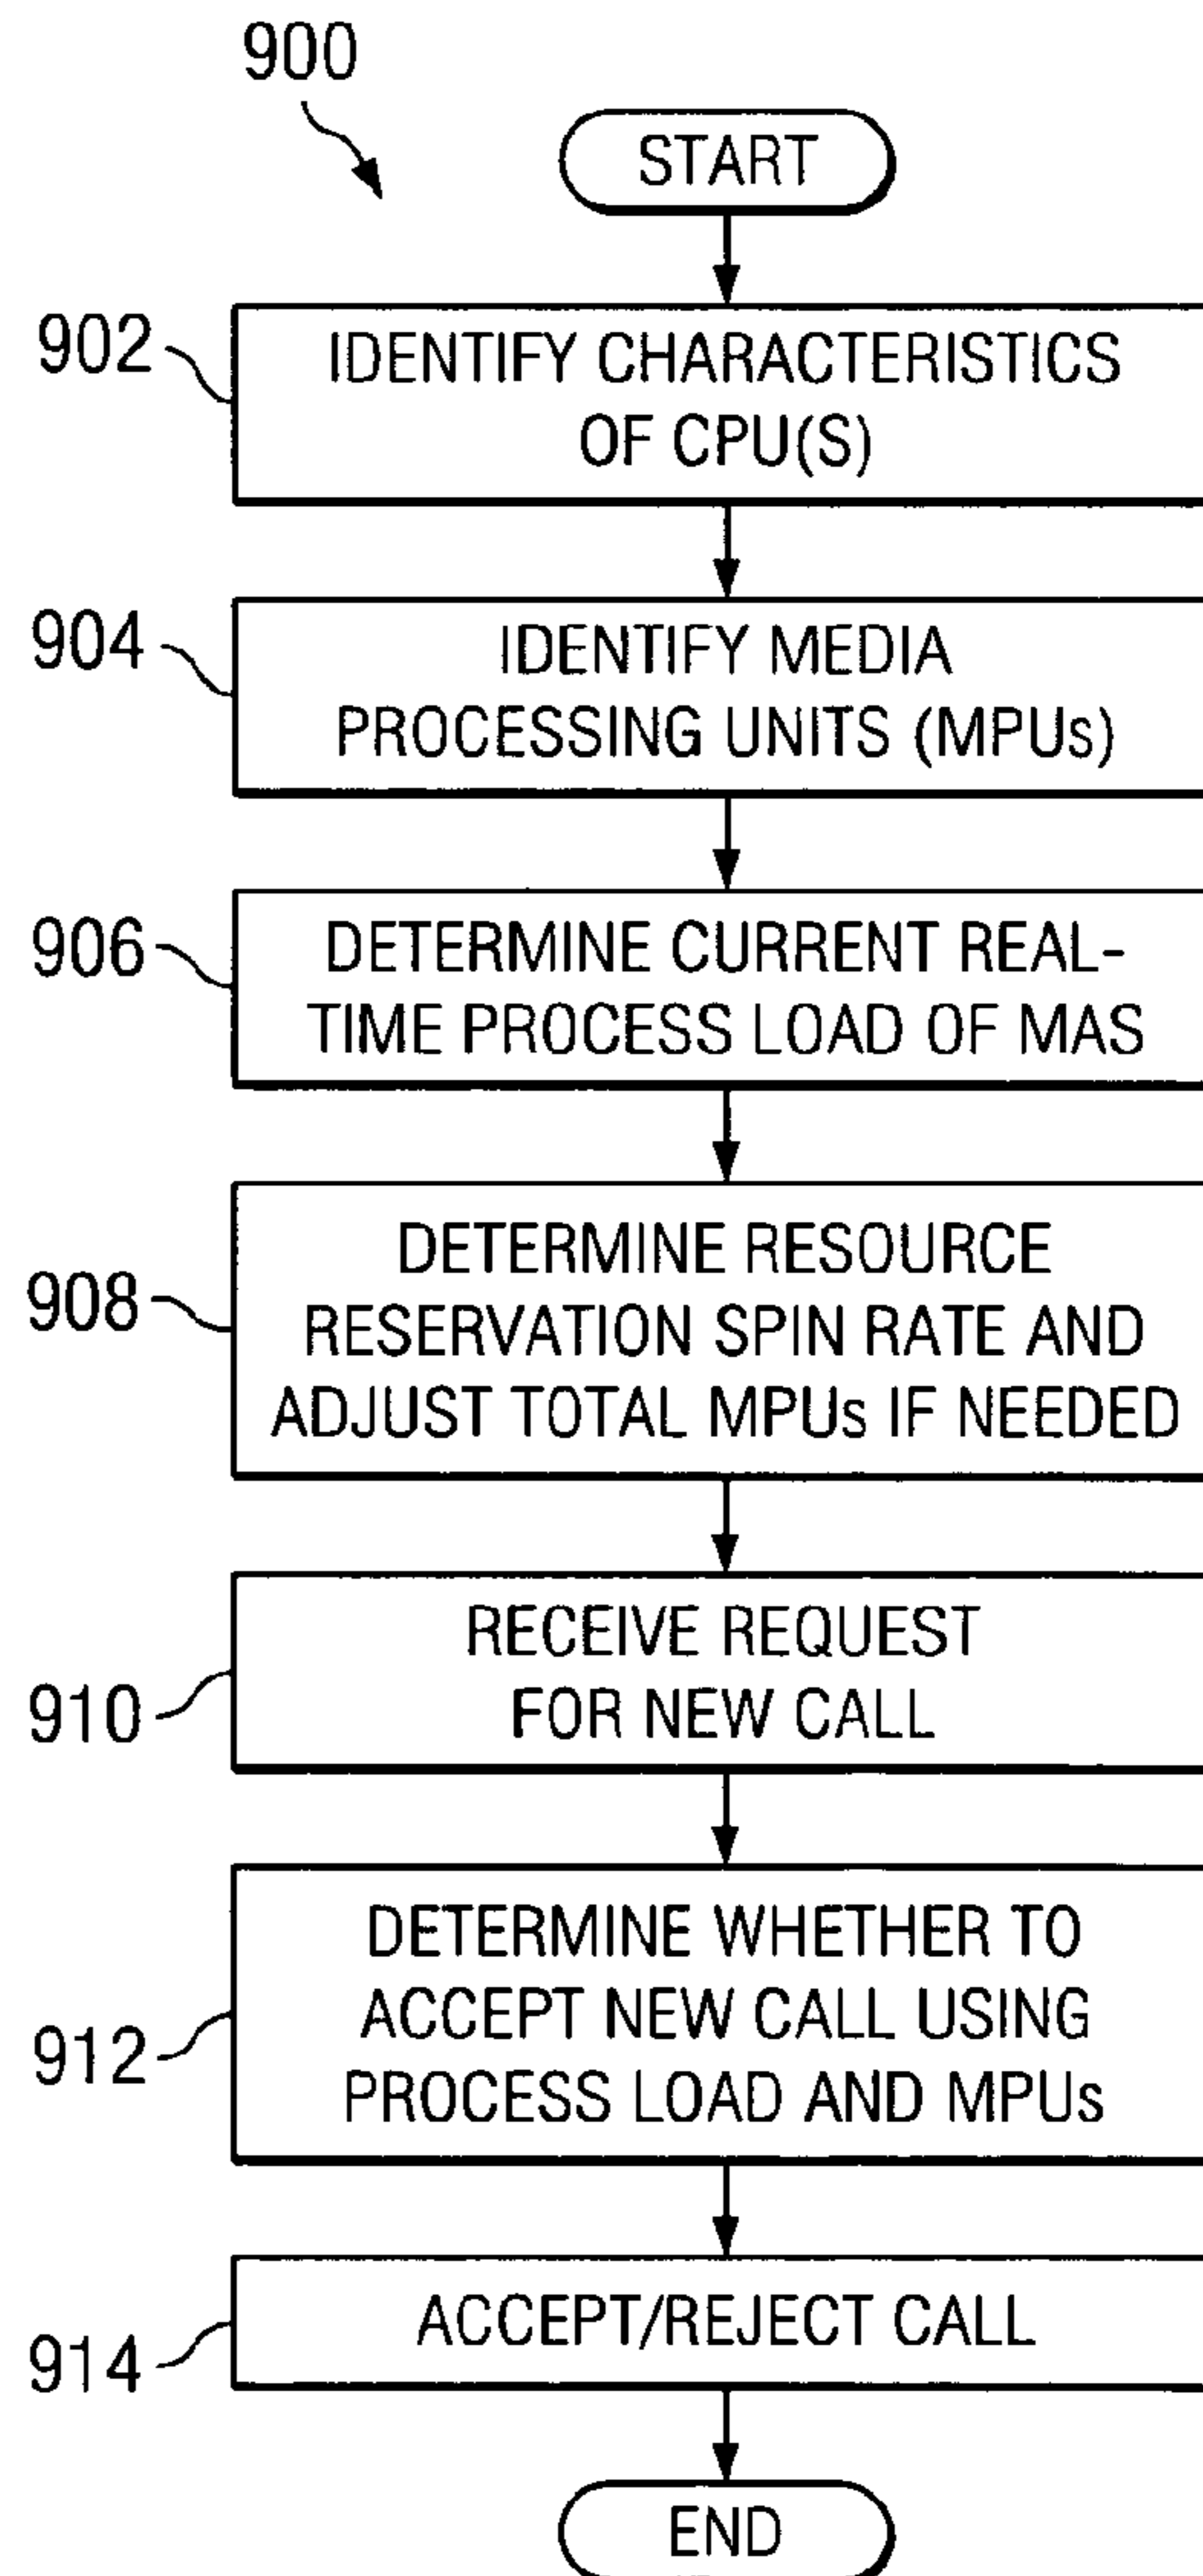 900
START
902
IDENTIFY CHARACTERISTICS
OF CPU(S)
904
IDENTIFY MEDIA
PROCESSING UNITS (MPUs)
906
DETERMINE CURRENT REAL-
TIME PROCESS LOAD OF MAS
908
DETERMINE RESOURCE
RESERVATION SPIN RATE AND
ADJUST TOTAL MPUs IF NEEDED
910
RECEIVE REQUEST
FOR NEW CALL
912
DETERMINE WHETHER TO
ACCEPT NEW CALL USING
PROCESS LOAD AND MPUs
914
ACCEPT/REJECT CALL
END